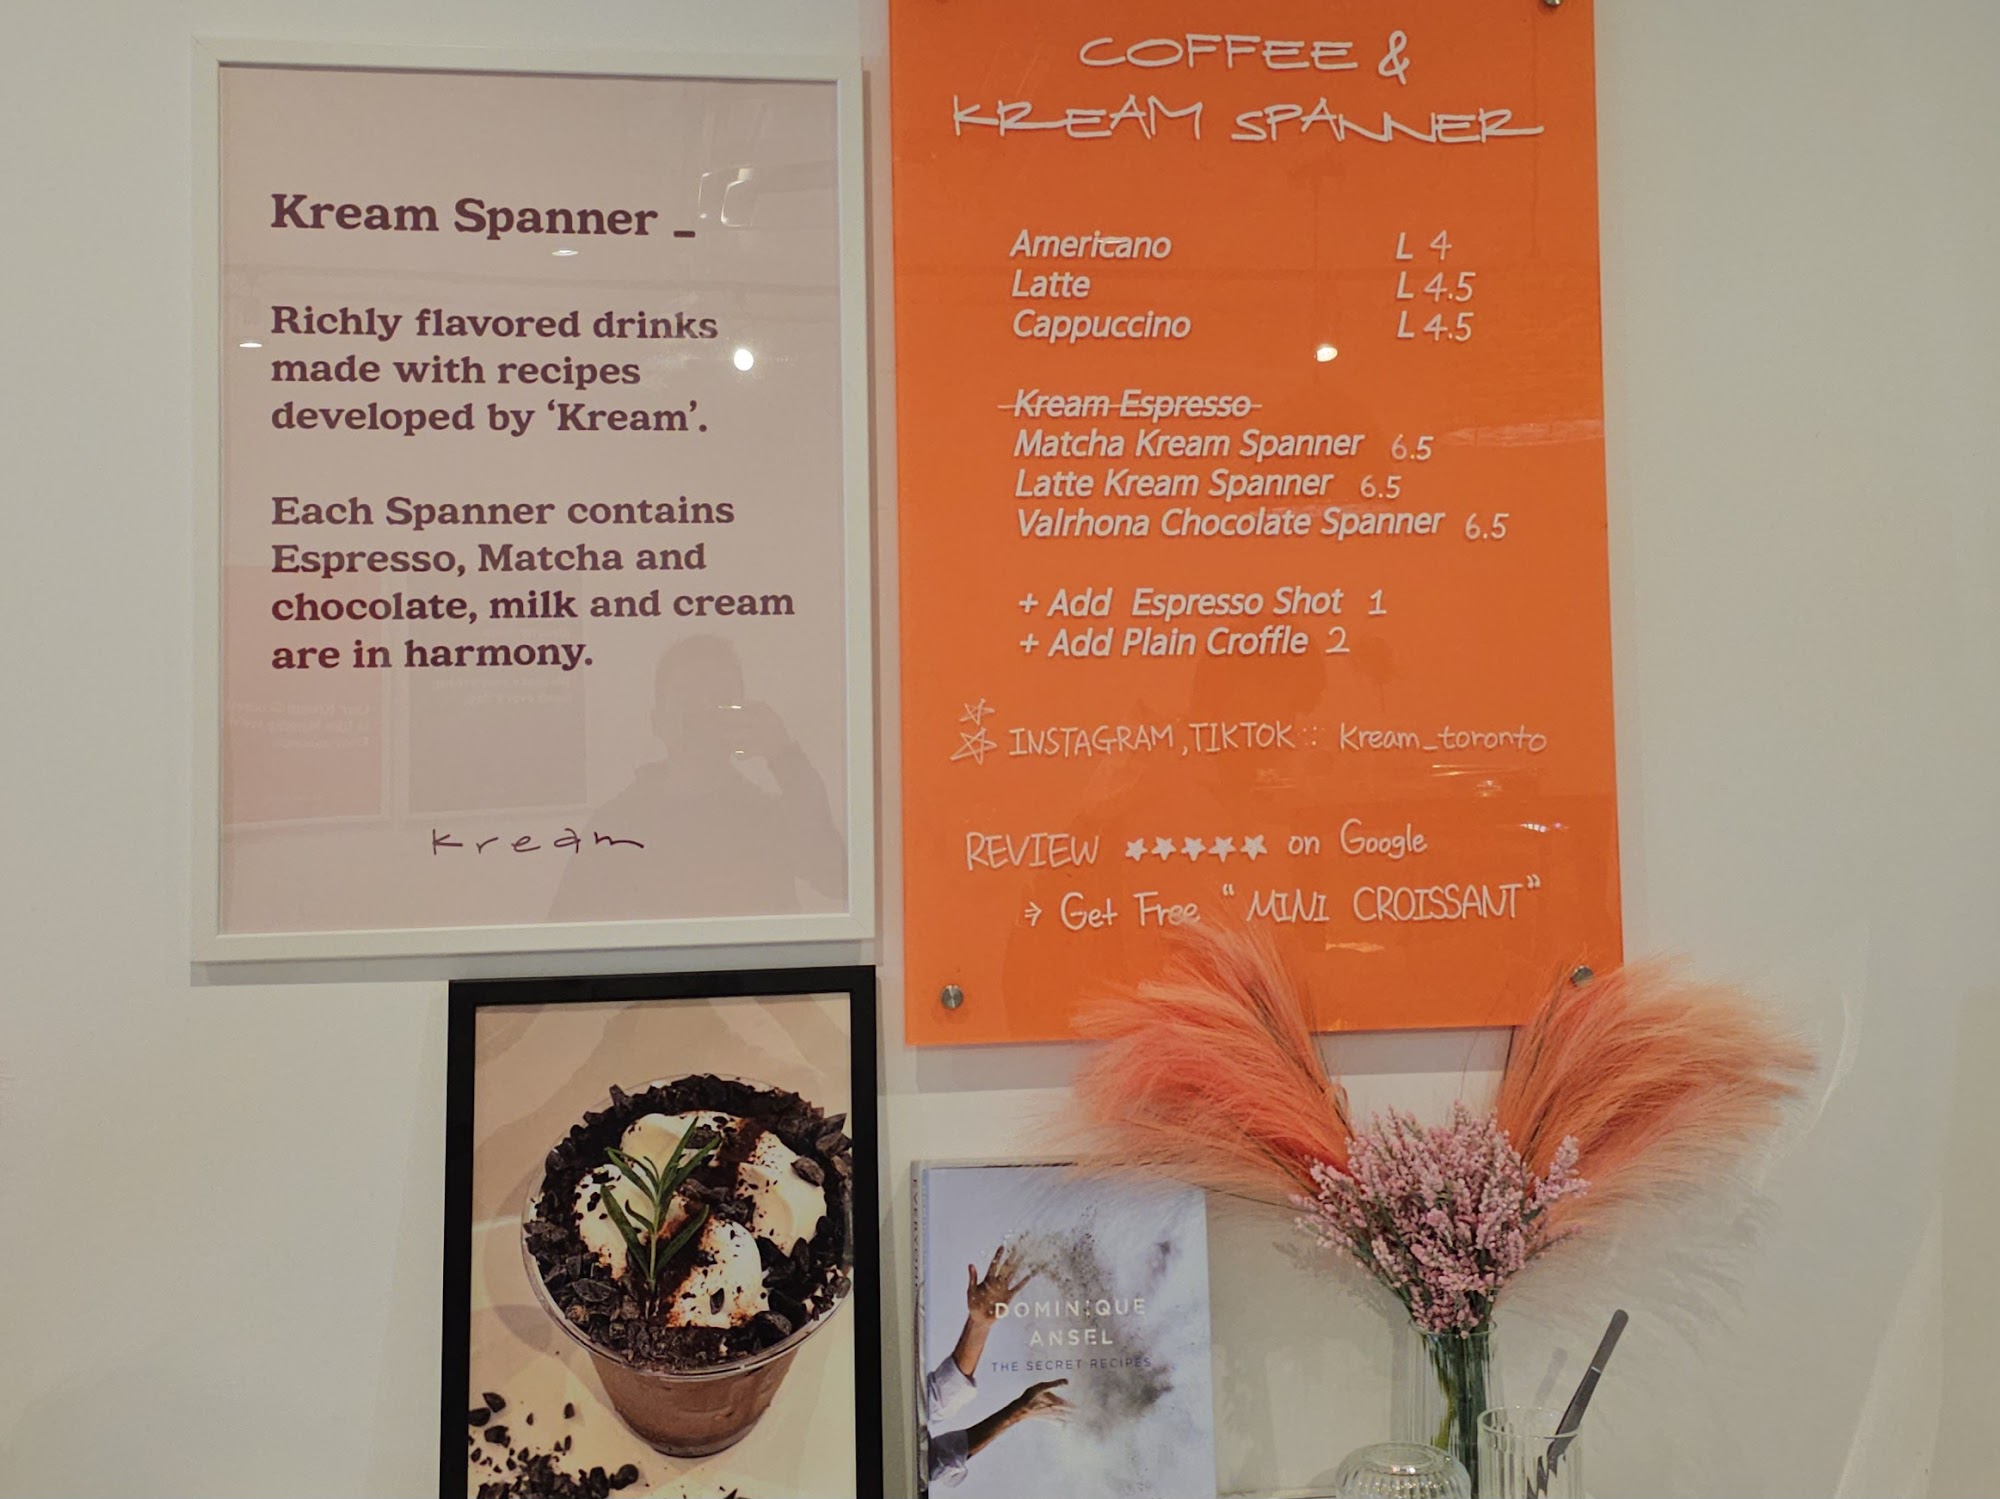 Kream Spanner _
Richly flavored drinks
made with recipes
developed by ‘Kream’.
Each Spanner contains
Espresso, Matcha and
chocolate, milk and cream
are in harmony.
kream
COFFEE &
KREAM SPANNER
Americano L 4
Latte L 4.5
Cappuccino L 4.5
Kream Espresso
Matcha Kream Spanner 6.5
Latte Kream Spanner 6.5
Valrhona Chocolate Spanner 6.5
+ Add Espresso Shot 1
+ Add Plain Croffle 2
INSTAGRAM, TIKTOK : Kream_toronto
REVIEW ★★★★★ on Google
⇒ Get Free “MINI CROISSANT”
DOMINIQUE
ANSEL
THE SECRET RECIPES